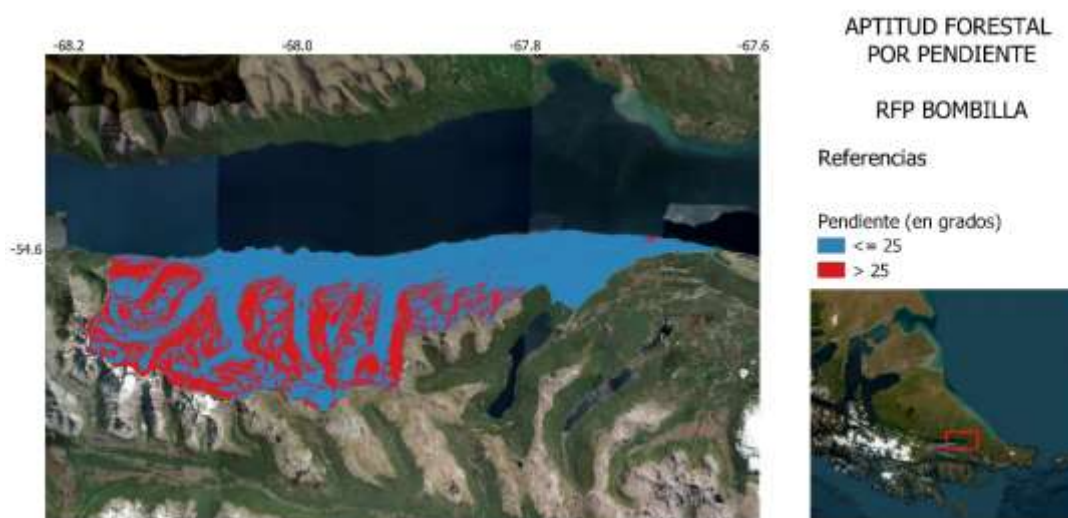 -68.2 -68.0 -67.8 -67.6
-54.6
APTITUD FORESTAL
POR PENDIENTE
RFP BOMBILLA
Referencias
Pendiente (en grados)
<= 25
> 25